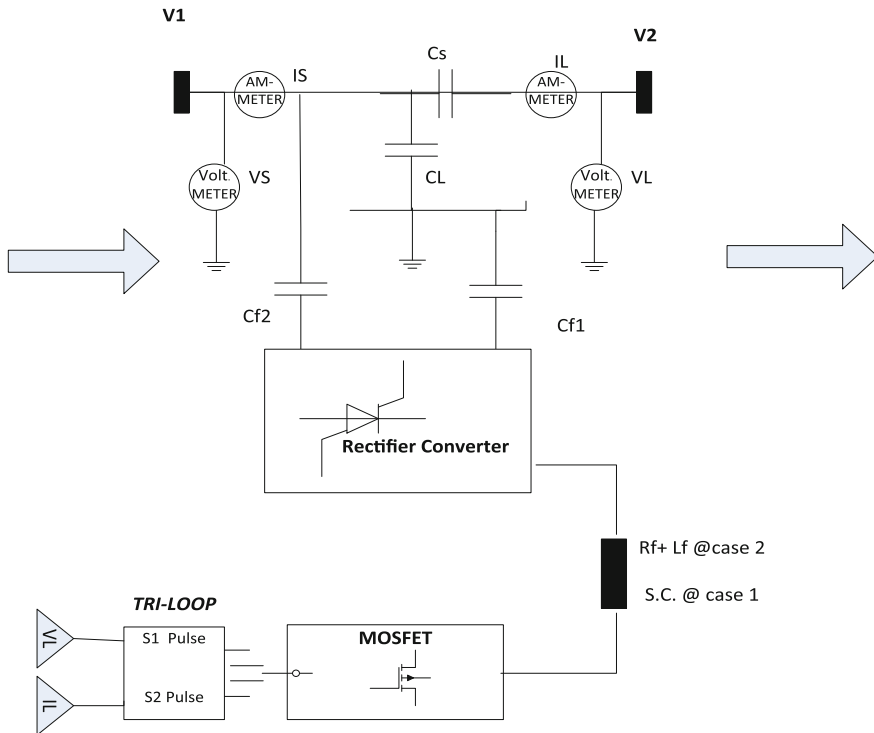 V1
V2
Cs
IS
IL
AM-
METER
AM-
METER
Volt.
METER
VS
CL
Volt.
METER
VL
Cf2
Cf1
Rectifier Converter
Rf+ Lf @case 2
S.C. @ case 1
TRI-LOOP
VL
S1 Pulse
MOSFET
IL
S2 Pulse